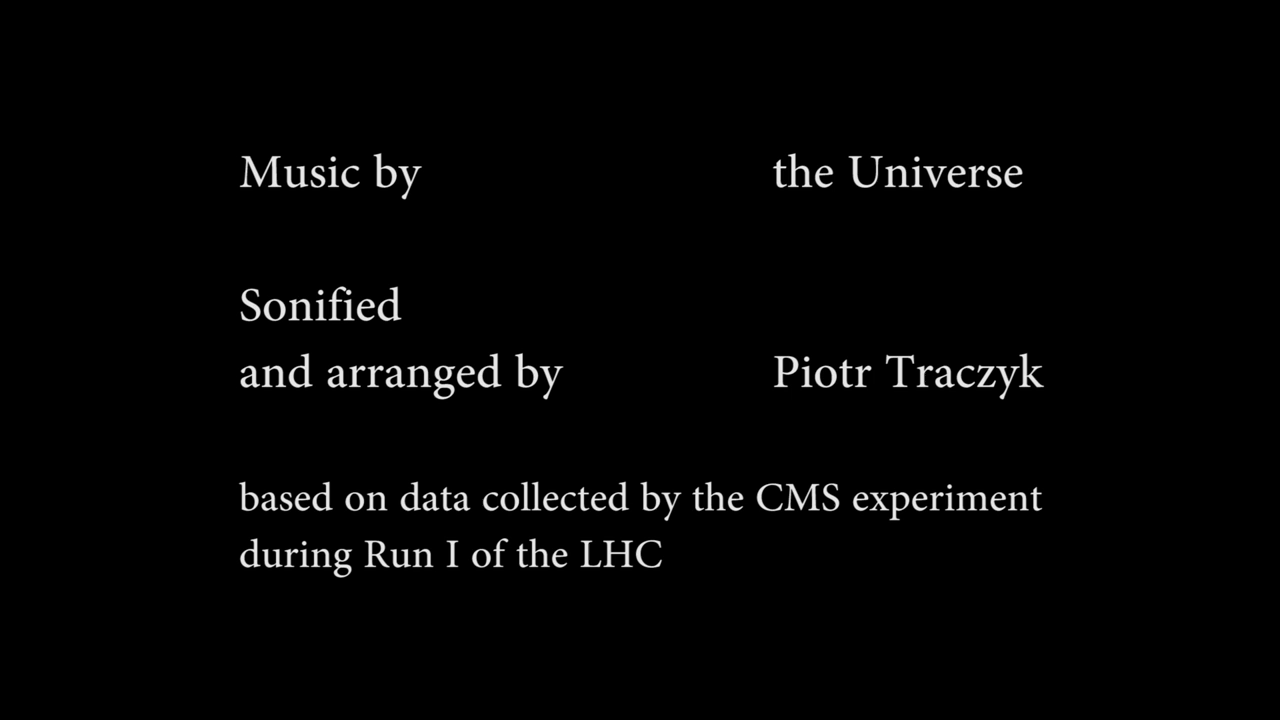 Music by the Universe
Sonified
and arranged by Piotr Traczyk
based on data collected by the CMS experiment
during Run I of the LHC